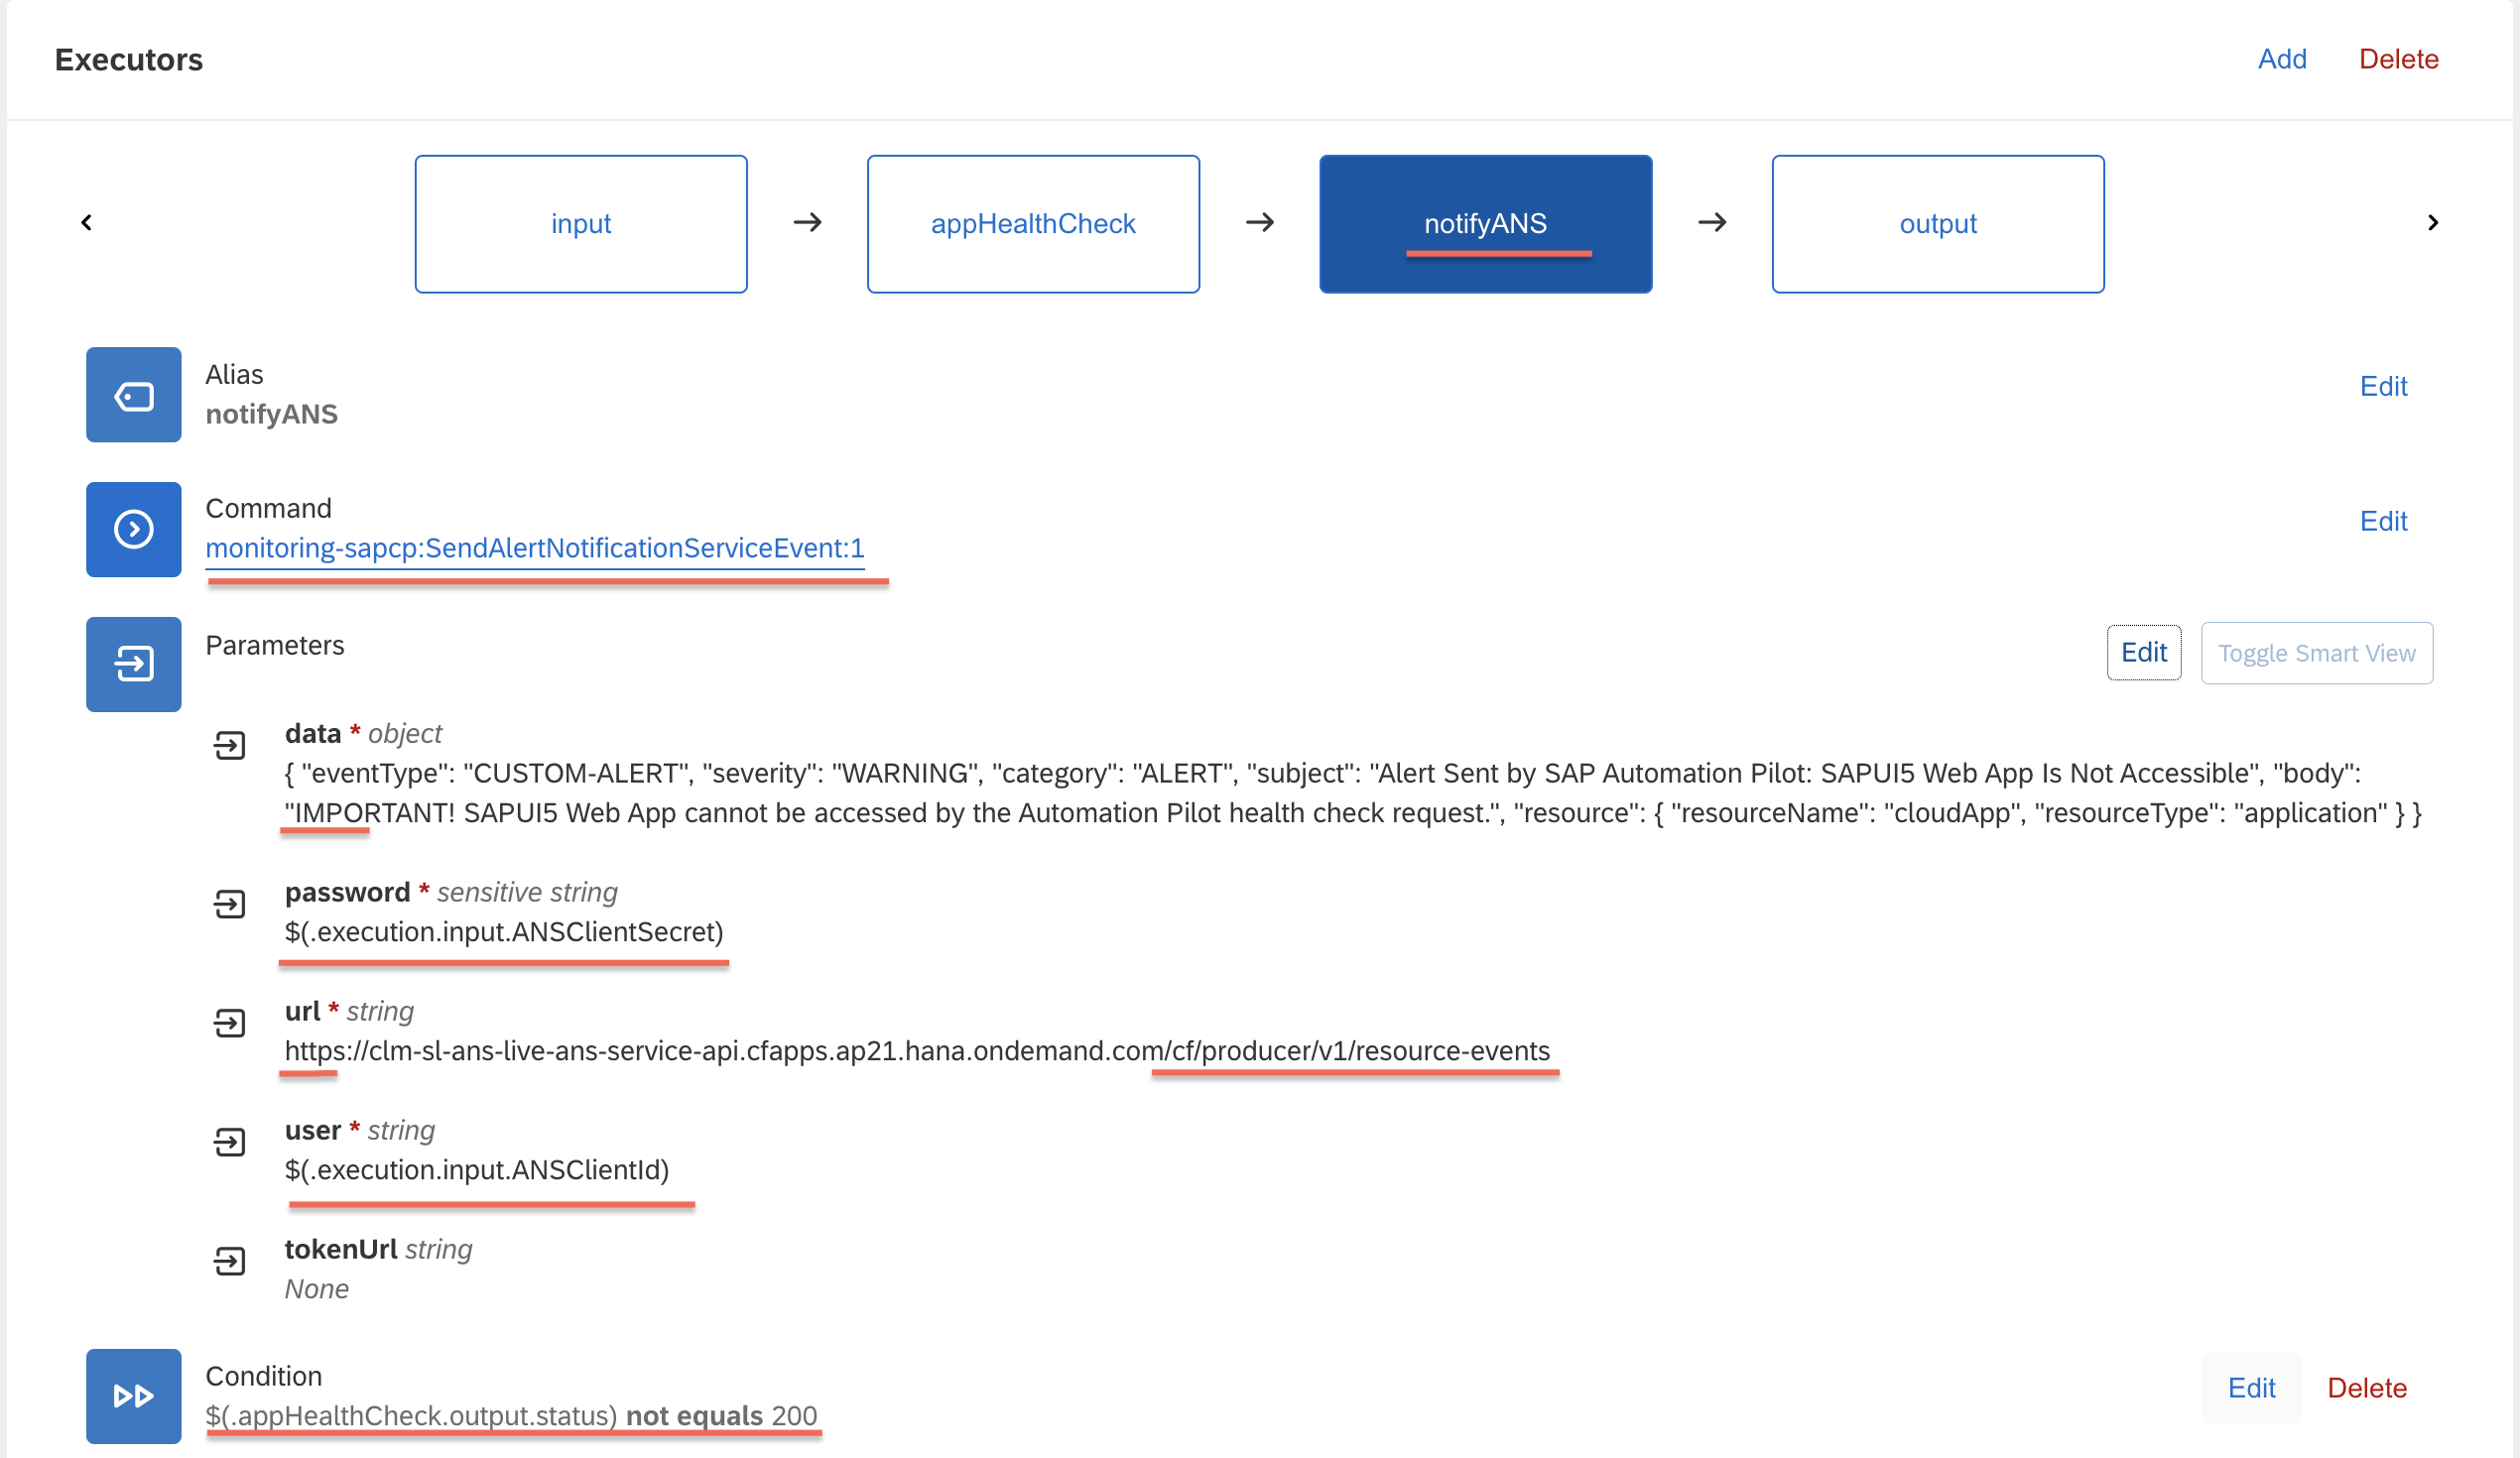 Executors
Add
Delete
input
appHealthCheck
notifyANS
output
Alias
notifyANS
Edit
Command
monitoring-sapcp:SendAlertNotificationServiceEvent:1
Edit
Parameters
Edit
Toggle Smart View
data * object
{ "eventType": "CUSTOM-ALERT", "severity": "WARNING", "category": "ALERT", "subject": "Alert Sent by SAP Automation Pilot: SAPUI5 Web App Is Not Accessible", "body":
"IMPORTANT! SAPUI5 Web App cannot be accessed by the Automation Pilot health check request.", "resource": { "resourceName": "cloudApp", "resourceType": "application" } }
password * sensitive string
$(.execution.input.ANSClientSecret)
url * string
https://clm-sl-ans-live-ans-service-api.cfapps.ap21.hana.ondemand.com/cf/producer/v1/resource-events
user * string
$(.execution.input.ANSClientId)
tokenUrl string
None
Condition
$(.appHealthCheck.output.status) not equals 200
Edit
Delete